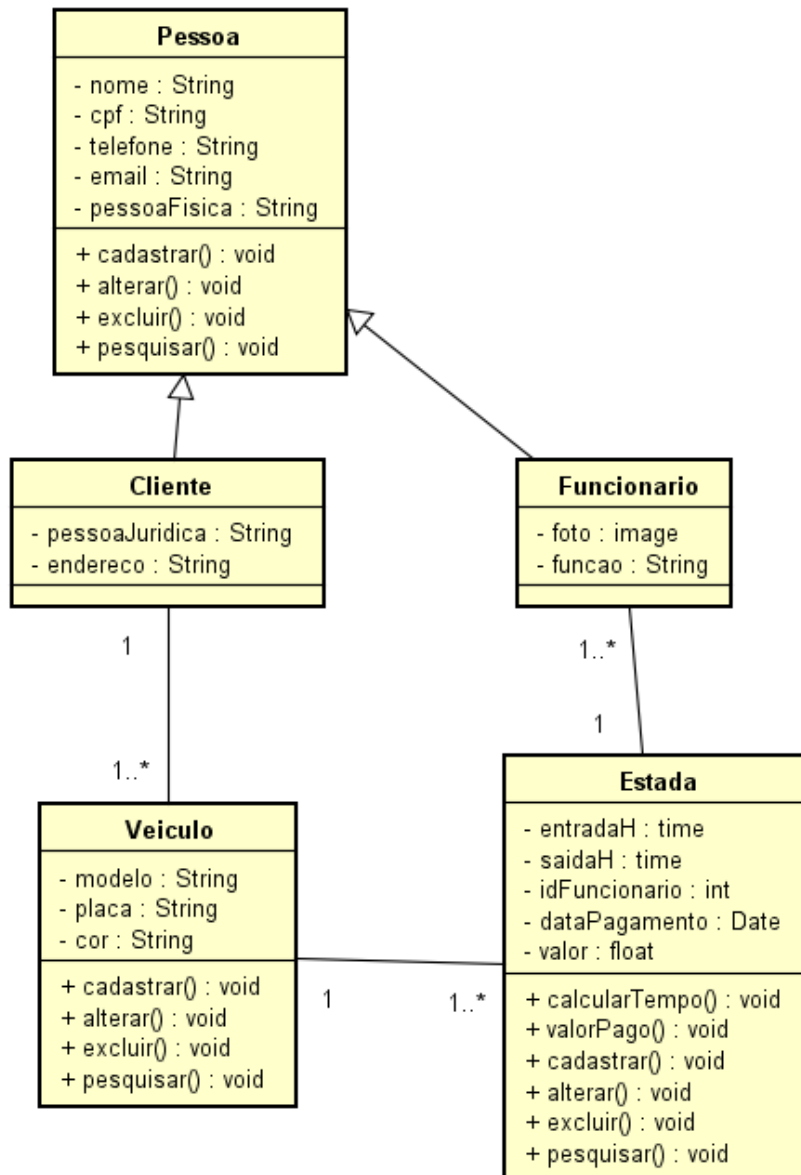 Pessoa
- nome : String
- cpf : String
- telefone : String
- email : String
- pessoaFisica : String
+ cadastrar() : void
+ alterar() : void
+ excluir() : void
+ pesquisar() : void
Cliente
- pessoaJuridica : String
- endereco : String
Funcionario
- foto : image
- funcao : String
1
1..*
1..*
1
Veiculo
- modelo : String
- placa : String
- cor : String
+ cadastrar() : void
+ alterar() : void
+ excluir() : void
+ pesquisar() : void
1
1..*
Estada
- entradaH : time
- saidaH : time
- idFuncionario : int
- dataPagamento : Date
- valor : float
+ calcularTempo() : void
+ valorPago() : void
+ cadastrar() : void
+ alterar() : void
+ excluir() : void
+ pesquisar() : void